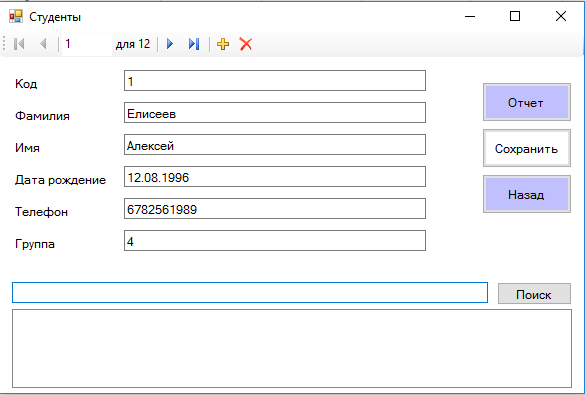 Студенты
1 для 12
Код 1
Отчет
Фамилия Елисеев
Имя Алексей
Сохранить
Дата рождение 12.08.1996
Назад
Телефон 6782561989
Группа 4
Поиск